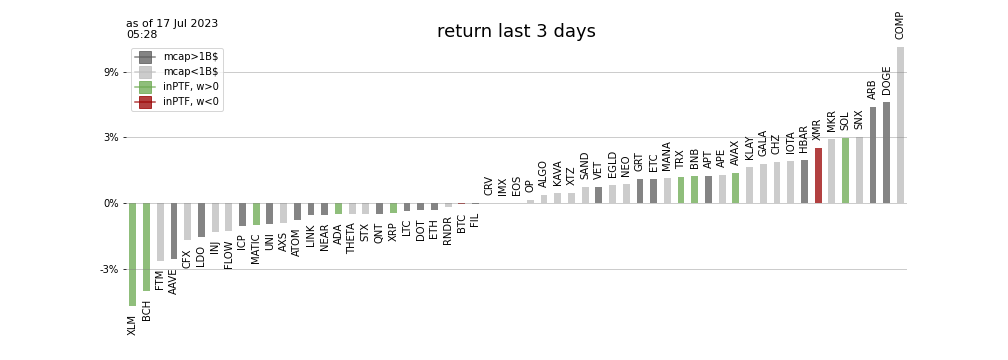 as of 17 Jul 2023
05:28
return last 3 days
mcap>1B$
mcap<1B$
inPTF, w>0
inPTF, w<0
9%
3%
0%
-3%
XLM
BCH
FTM
AAVE
CFX
LDO
INJ
FLOW
ICP
MATIC
UNI
AXS
ATOM
LINK
NEAR
ADA
THETA
STX
QNT
XRP
LTC
DOT
ETH
RNDR
BTC
FIL
CRV
IMX
EOS
OP
ALGO
KAVA
XTZ
SAND
VET
EGLD
NEO
GRT
ETC
MANA
TRX
BNB
APT
APE
AVAX
KLAY
GALA
CHZ
IOTA
HBAR
XMR
MKR
SOL
SNX
ARB
DOGE
COMP